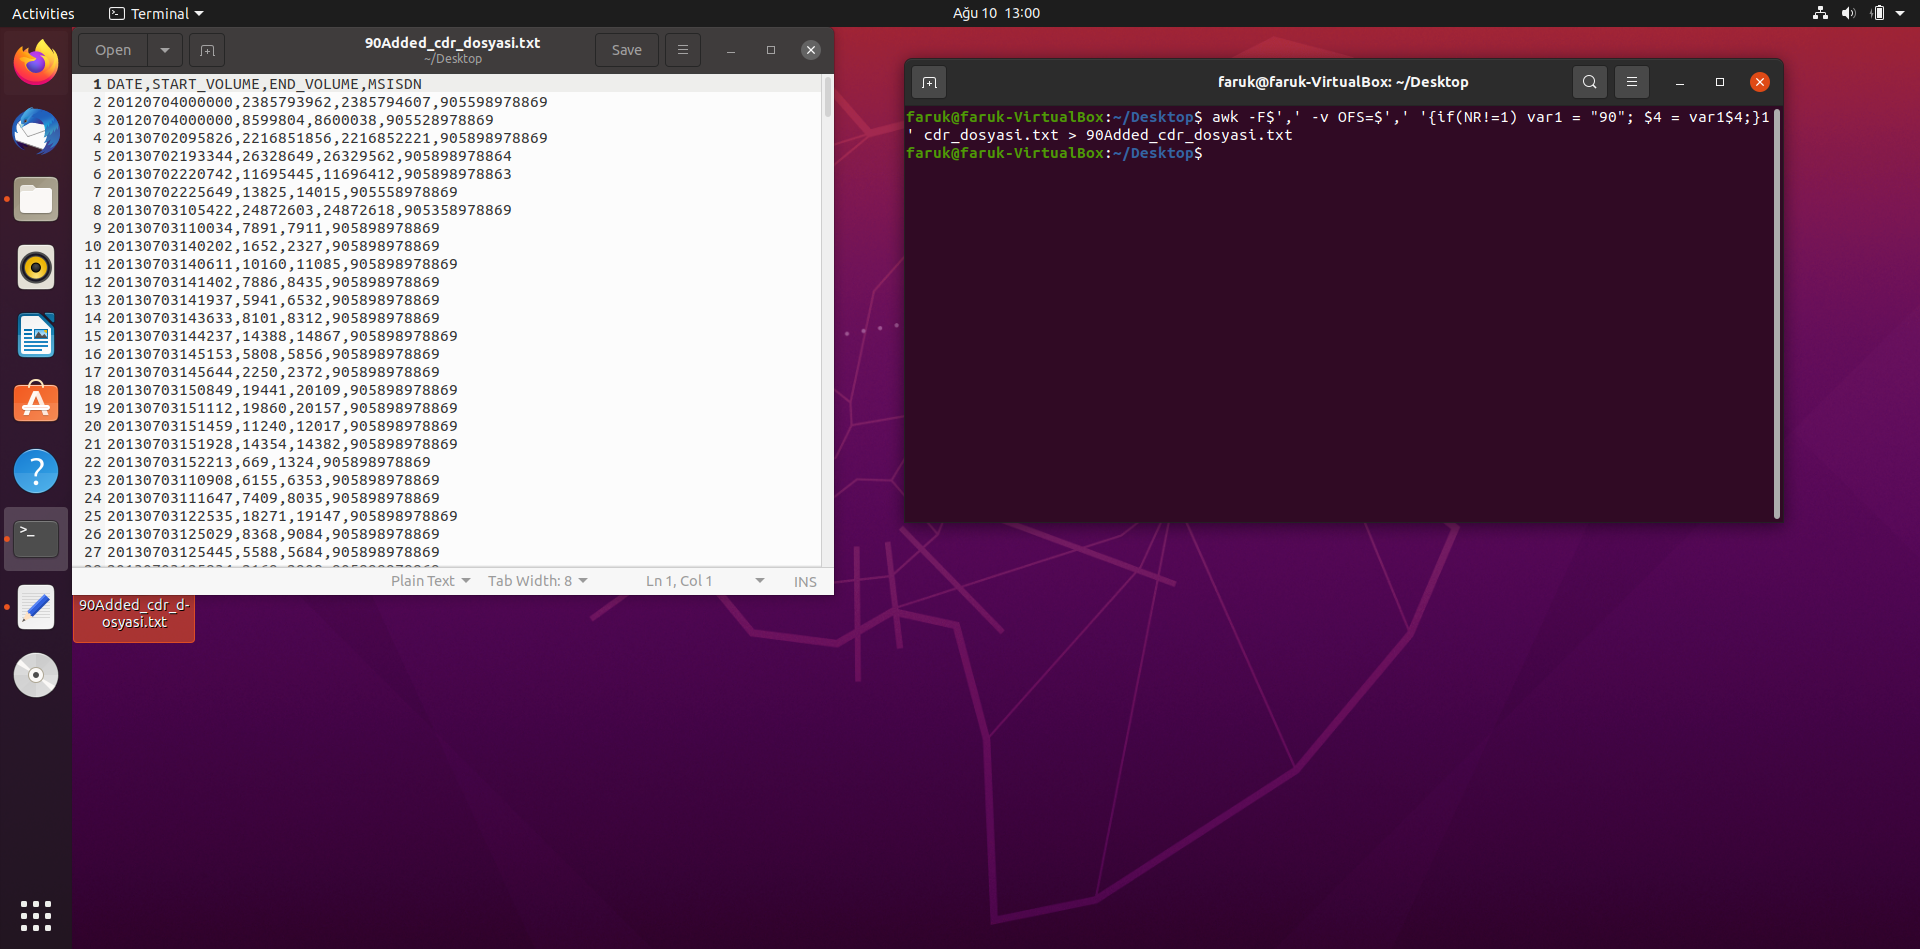 Activities
Terminal
Ağu 10 13:00
Open
90Added_cdr_dosyasi.txt
~/Desktop
Save
1 DATE,START_VOLUME,END_VOLUME,MSISDN
2 20120704000000,2385793962,2385794607,905598978869
3 20120704000000,8599804,8600038,905528978869
4 20130702095826,2216851856,2216852221,905898978869
5 20130702193344,26328649,26329562,905898978864
6 20130702220742,11695445,11696412,905898978863
7 20130702225649,13825,14015,905558978869
8 20130703105422,24872603,24872618,905358978869
9 20130703110034,7891,7911,905898978869
10 20130703140202,1652,2327,905898978869
11 20130703140611,10160,11085,905898978869
12 20130703141402,7886,8435,905898978869
13 20130703141937,5941,6532,905898978869
14 20130703143633,8101,8312,905898978869
15 20130703144237,14388,14867,905898978869
16 20130703145153,5808,5856,905898978869
17 20130703145644,2250,2372,905898978869
18 20130703150849,19441,20109,905898978869
19 20130703151112,19860,20157,905898978869
20 20130703151459,11240,12017,905898978869
21 20130703151928,14354,14382,905898978869
22 20130703152213,669,1324,905898978869
23 20130703110908,6155,6353,905898978869
24 20130703111647,7409,8035,905898978869
25 20130703122535,18271,19147,905898978869
26 20130703125029,8368,9084,905898978869
27 20130703125445,5588,5684,905898978869
Plain Text
Tab Width: 8
Ln 1, Col 1
INS
90Added_cdr_d-
osyasi.txt
faruk@faruk-VirtualBox: ~/Desktop
faruk@faruk-VirtualBox:~/Desktop$ awk -F$',' -v OFS=$',' '{if(NR!=1) var1 = "90"; $4 = var1$4;}1
' cdr_dosyasi.txt > 90Added_cdr_dosyasi.txt
faruk@faruk-VirtualBox:~/Desktop$